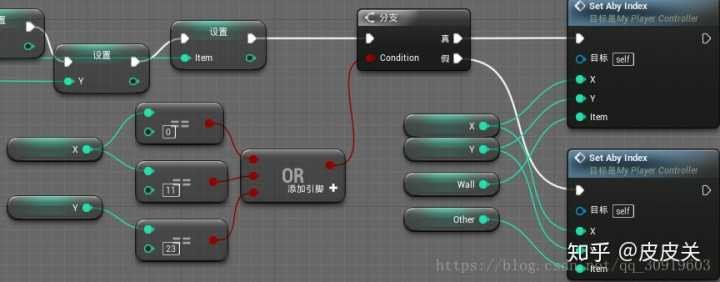 设置
Y
设置
Item
分支
真
Condition
假
Set Aby Index
目标是My Player Controller
目标 self
X
Y
Item
X
==
0
==
11
Y
==
23
OR
添加引脚
X
Y
Wall
Other
Set Aby Index
目标是My Player Controller
目标 self
X
Item
知乎 @皮皮关
https://blog.csdn.net/qq_30919603